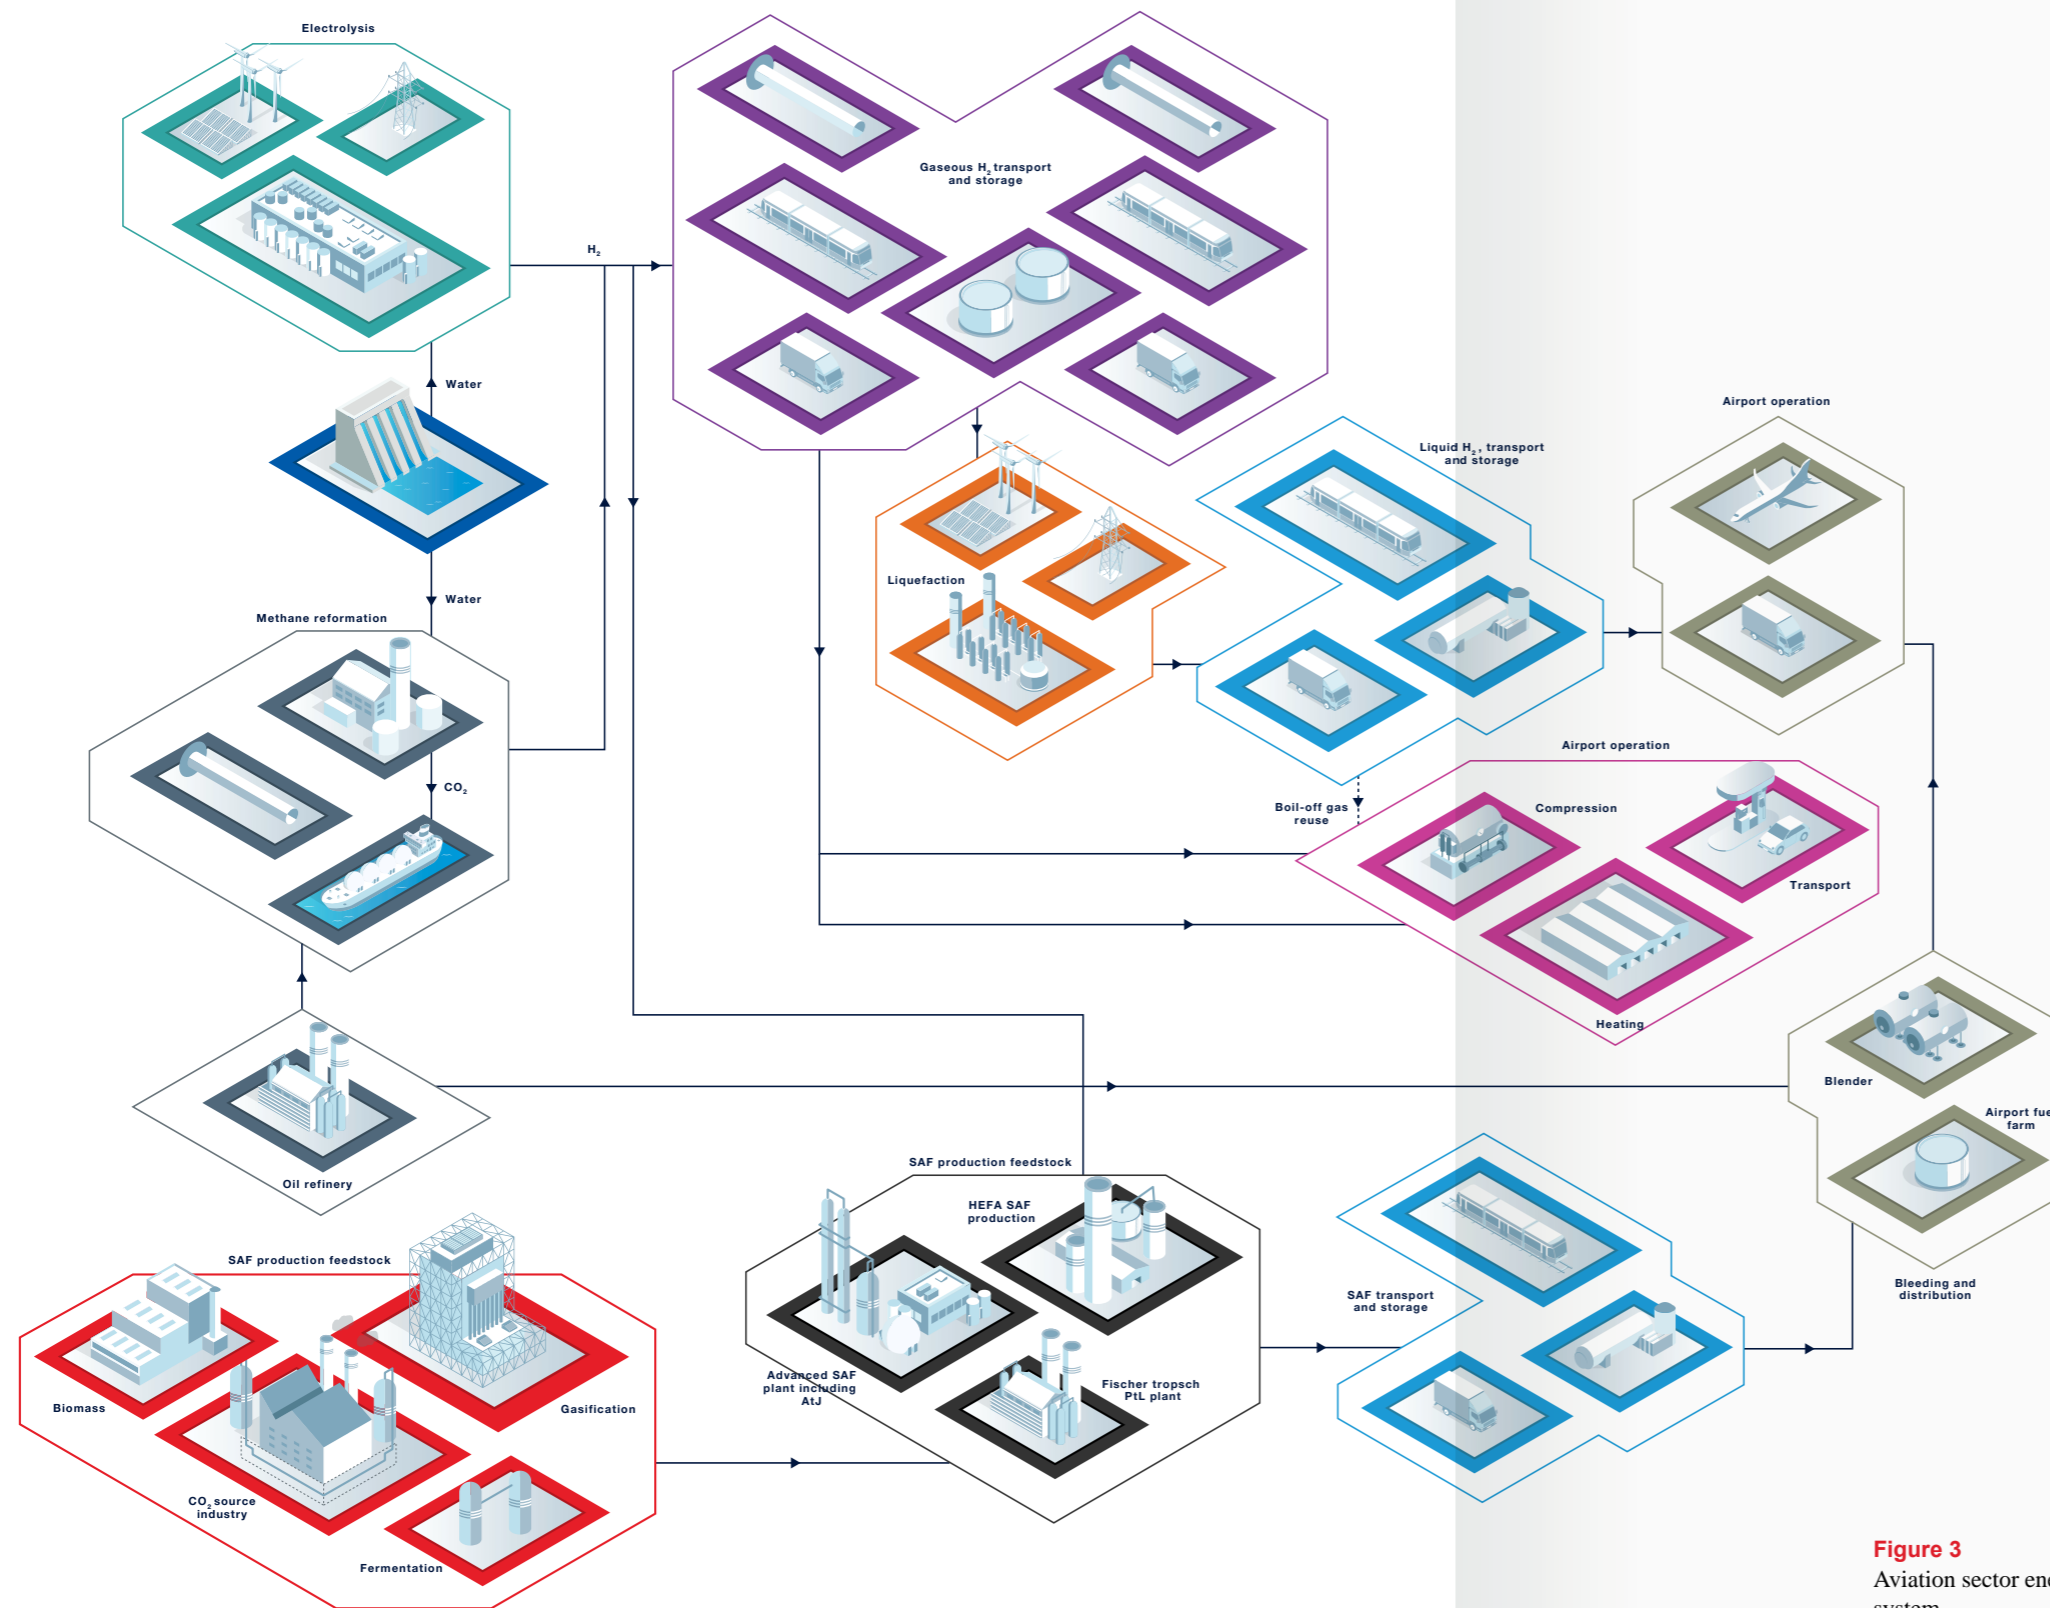 Electrolysis
Gaseous H₂ transport
and storage
H₂
Water
Airport operation
Liquid H₂, transport
and storage
Liquefaction
Water
Methane reformation
Airport operation
CO₂
Boil-off gas
reuse
Compression
Transport
Heating
Blender
Airport fue
farm
SAF production feedstock
Oil refinery
HEFA SAF
production
SAF production feedstock
Bleeding and
distribution
SAF transport
and storage
Advanced SAF
plant including
AtJ
Fischer tropsch
PtL plant
Biomass
Gasification
CO₂ source
industry
Fermentation
Figure 3
Aviation sector ene
system